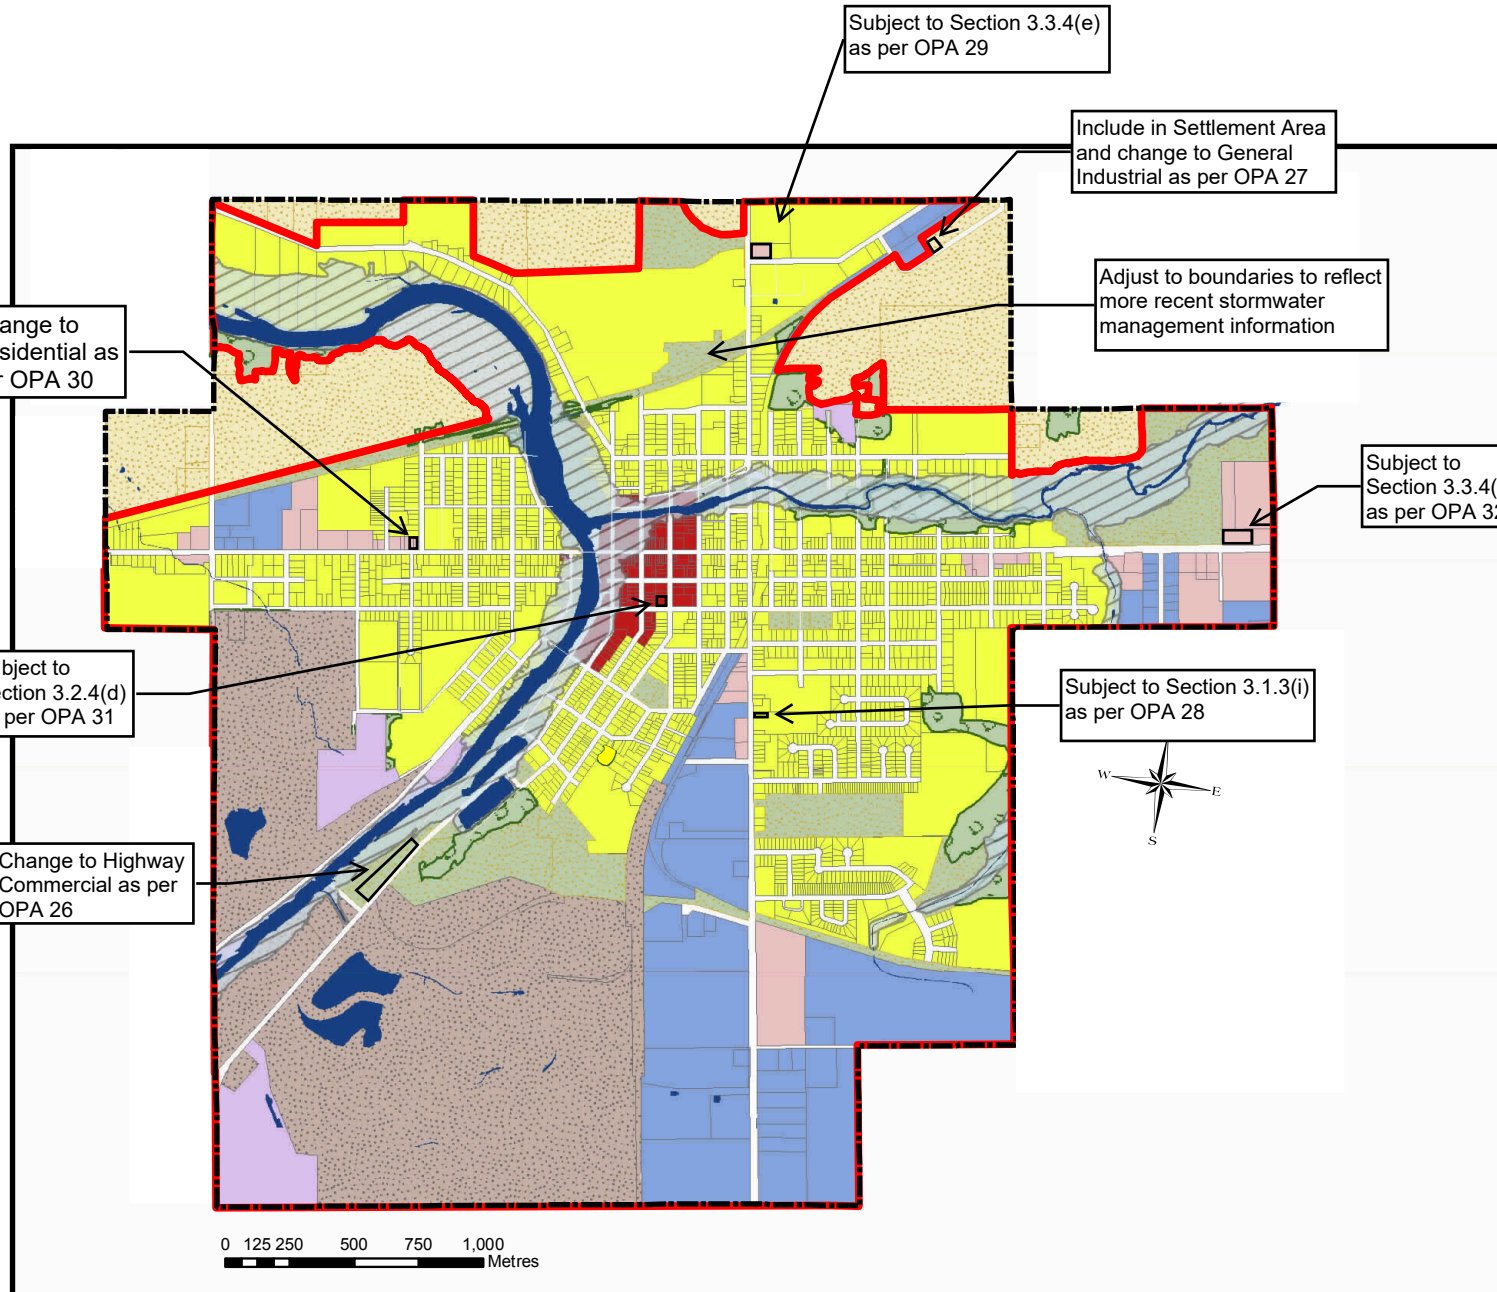 Subject to Section 3.3.4(e)
as per OPA 29
Include in Settlement Area
and change to General
Industrial as per OPA 27
Adjust to boundaries to reflect
more recent stormwater
management information
ange to
sidential as
OPA 30
Subject to
Section 3.3.4(
as per OPA 32
bject to
ction 3.2.4(d)
per OPA 31
Subject to Section 3.1.3(i)
as per OPA 28
W
E
S
Change to Highway
Commercial as per
OPA 26
0 125 250 500 750 1,000
Metres